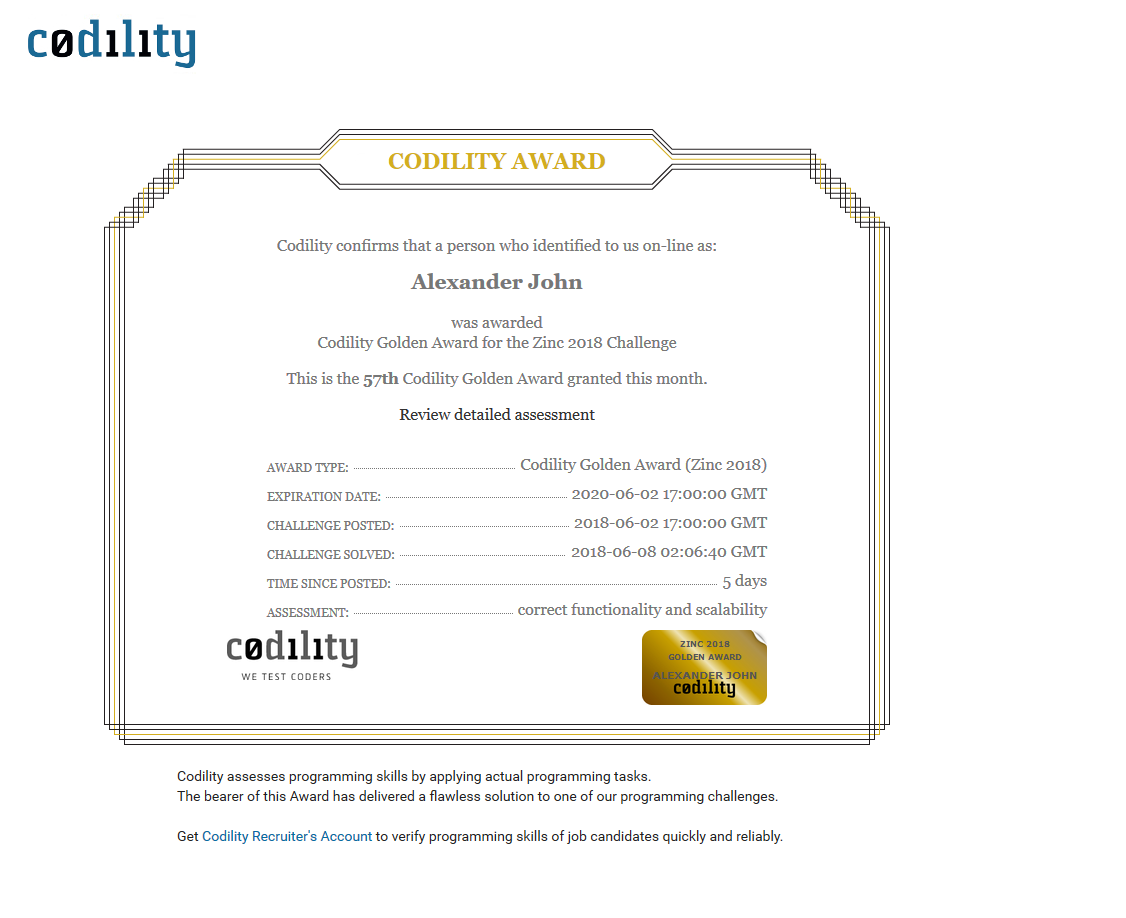 codility
CODILITY AWARD
Codility confirms that a person who identified to us on-line as:
Alexander John
was awarded
Codility Golden Award for the Zinc 2018 Challenge
This is the 57th Codility Golden Award granted this month.
Review detailed assessment
AWARD TYPE: Codility Golden Award (Zinc 2018)
EXPIRATION DATE: 2020-06-02 17:00:00 GMT
CHALLENGE POSTED: 2018-06-02 17:00:00 GMT
CHALLENGE SOLVED: 2018-06-08 02:06:40 GMT
TIME SINCE POSTED: 5 days
ASSESSMENT: correct functionality and scalability
codility
WE TEST CODERS
ZINC 2018
GOLDEN AWARD
ALEXANDER JOHN
codility
Codility assesses programming skills by applying actual programming tasks.
The bearer of this Award has delivered a flawless solution to one of our programming challenges.
Get Codility Recruiter's Account to verify programming skills of job candidates quickly and reliably.